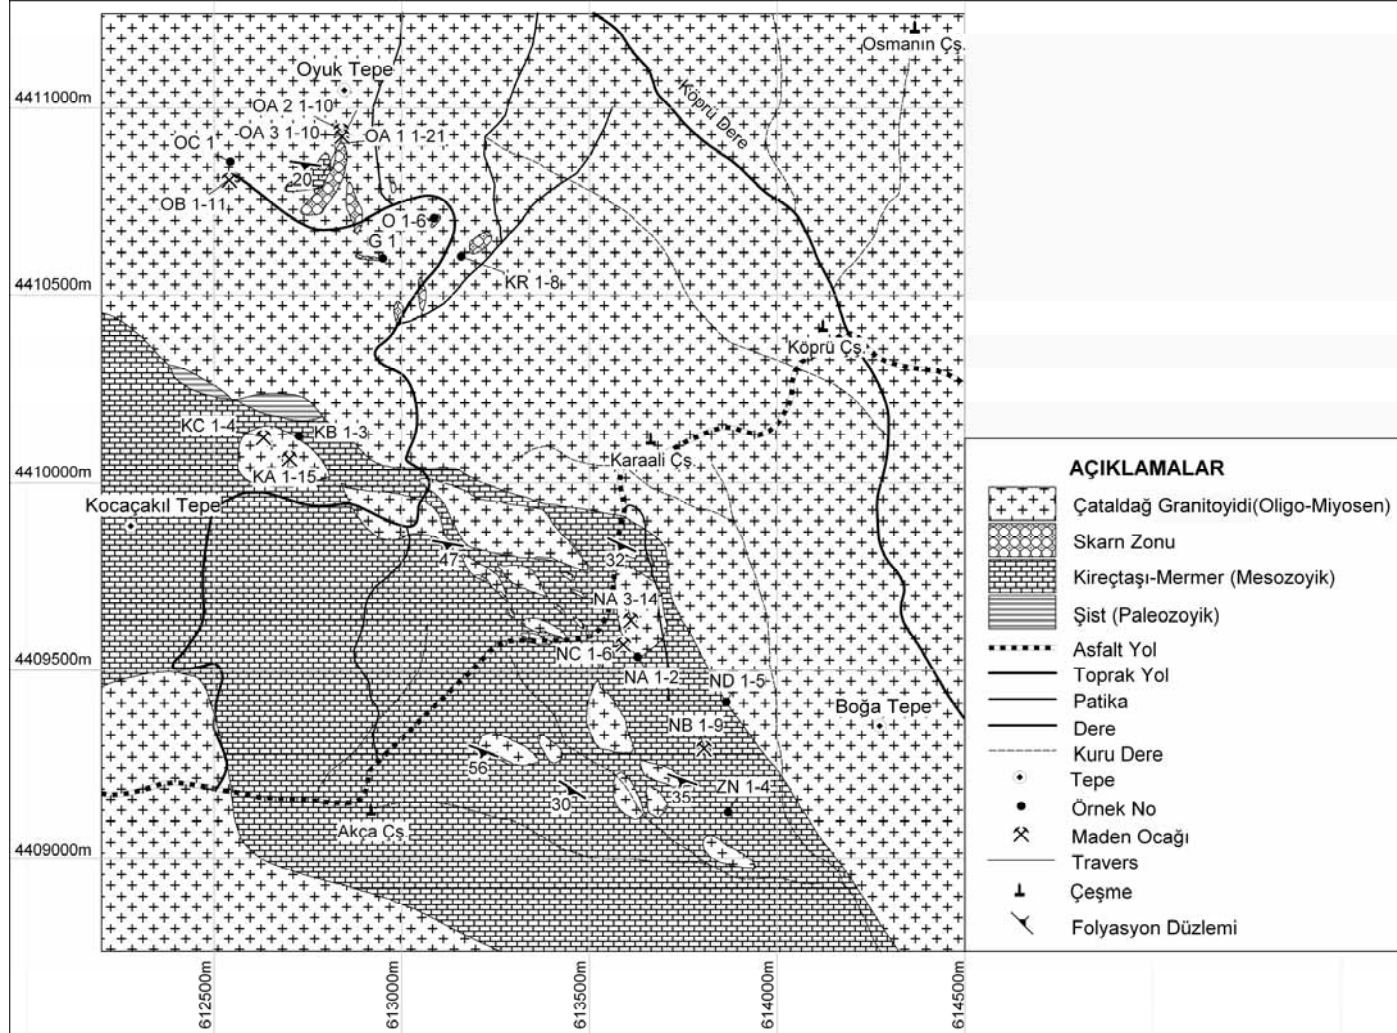 Osmanın Çş.
Oyuk Tepe
4411000m
OA 2 1-10
Köprü Dere
OA 3 1-10
OA 1 1-21
OC 1
20
OB 1-11
O 1-6
G 1
KR 1-8
4410500m
Köprü Çş.
KC 1-4
KB 1-3
Karaali Çş.
KA 1-15
4410000m
Kocaçakıl Tepe
47
32
NA 3-14
NC 1-6
4409500m
NA 1-2
ND 1-5
Boğa Tepe
NB 1-9
56
35
ZN 1-4
30
Akça Çş.
4409000m
612500m
613000m
613500m
614000m
614500m
AÇIKLAMALAR
Çataldağ Granitoyidi(Oligo-Miyosen)
Skarn Zonu
Kireçtaşı-Mermer (Mesozoyik)
Şist (Paleozoyik)
Asfalt Yol
Toprak Yol
Patika
Dere
Kuru Dere
Tepe
Örnek No
Maden Ocağı
Travers
Çeşme
Folyasyon Düzlemi